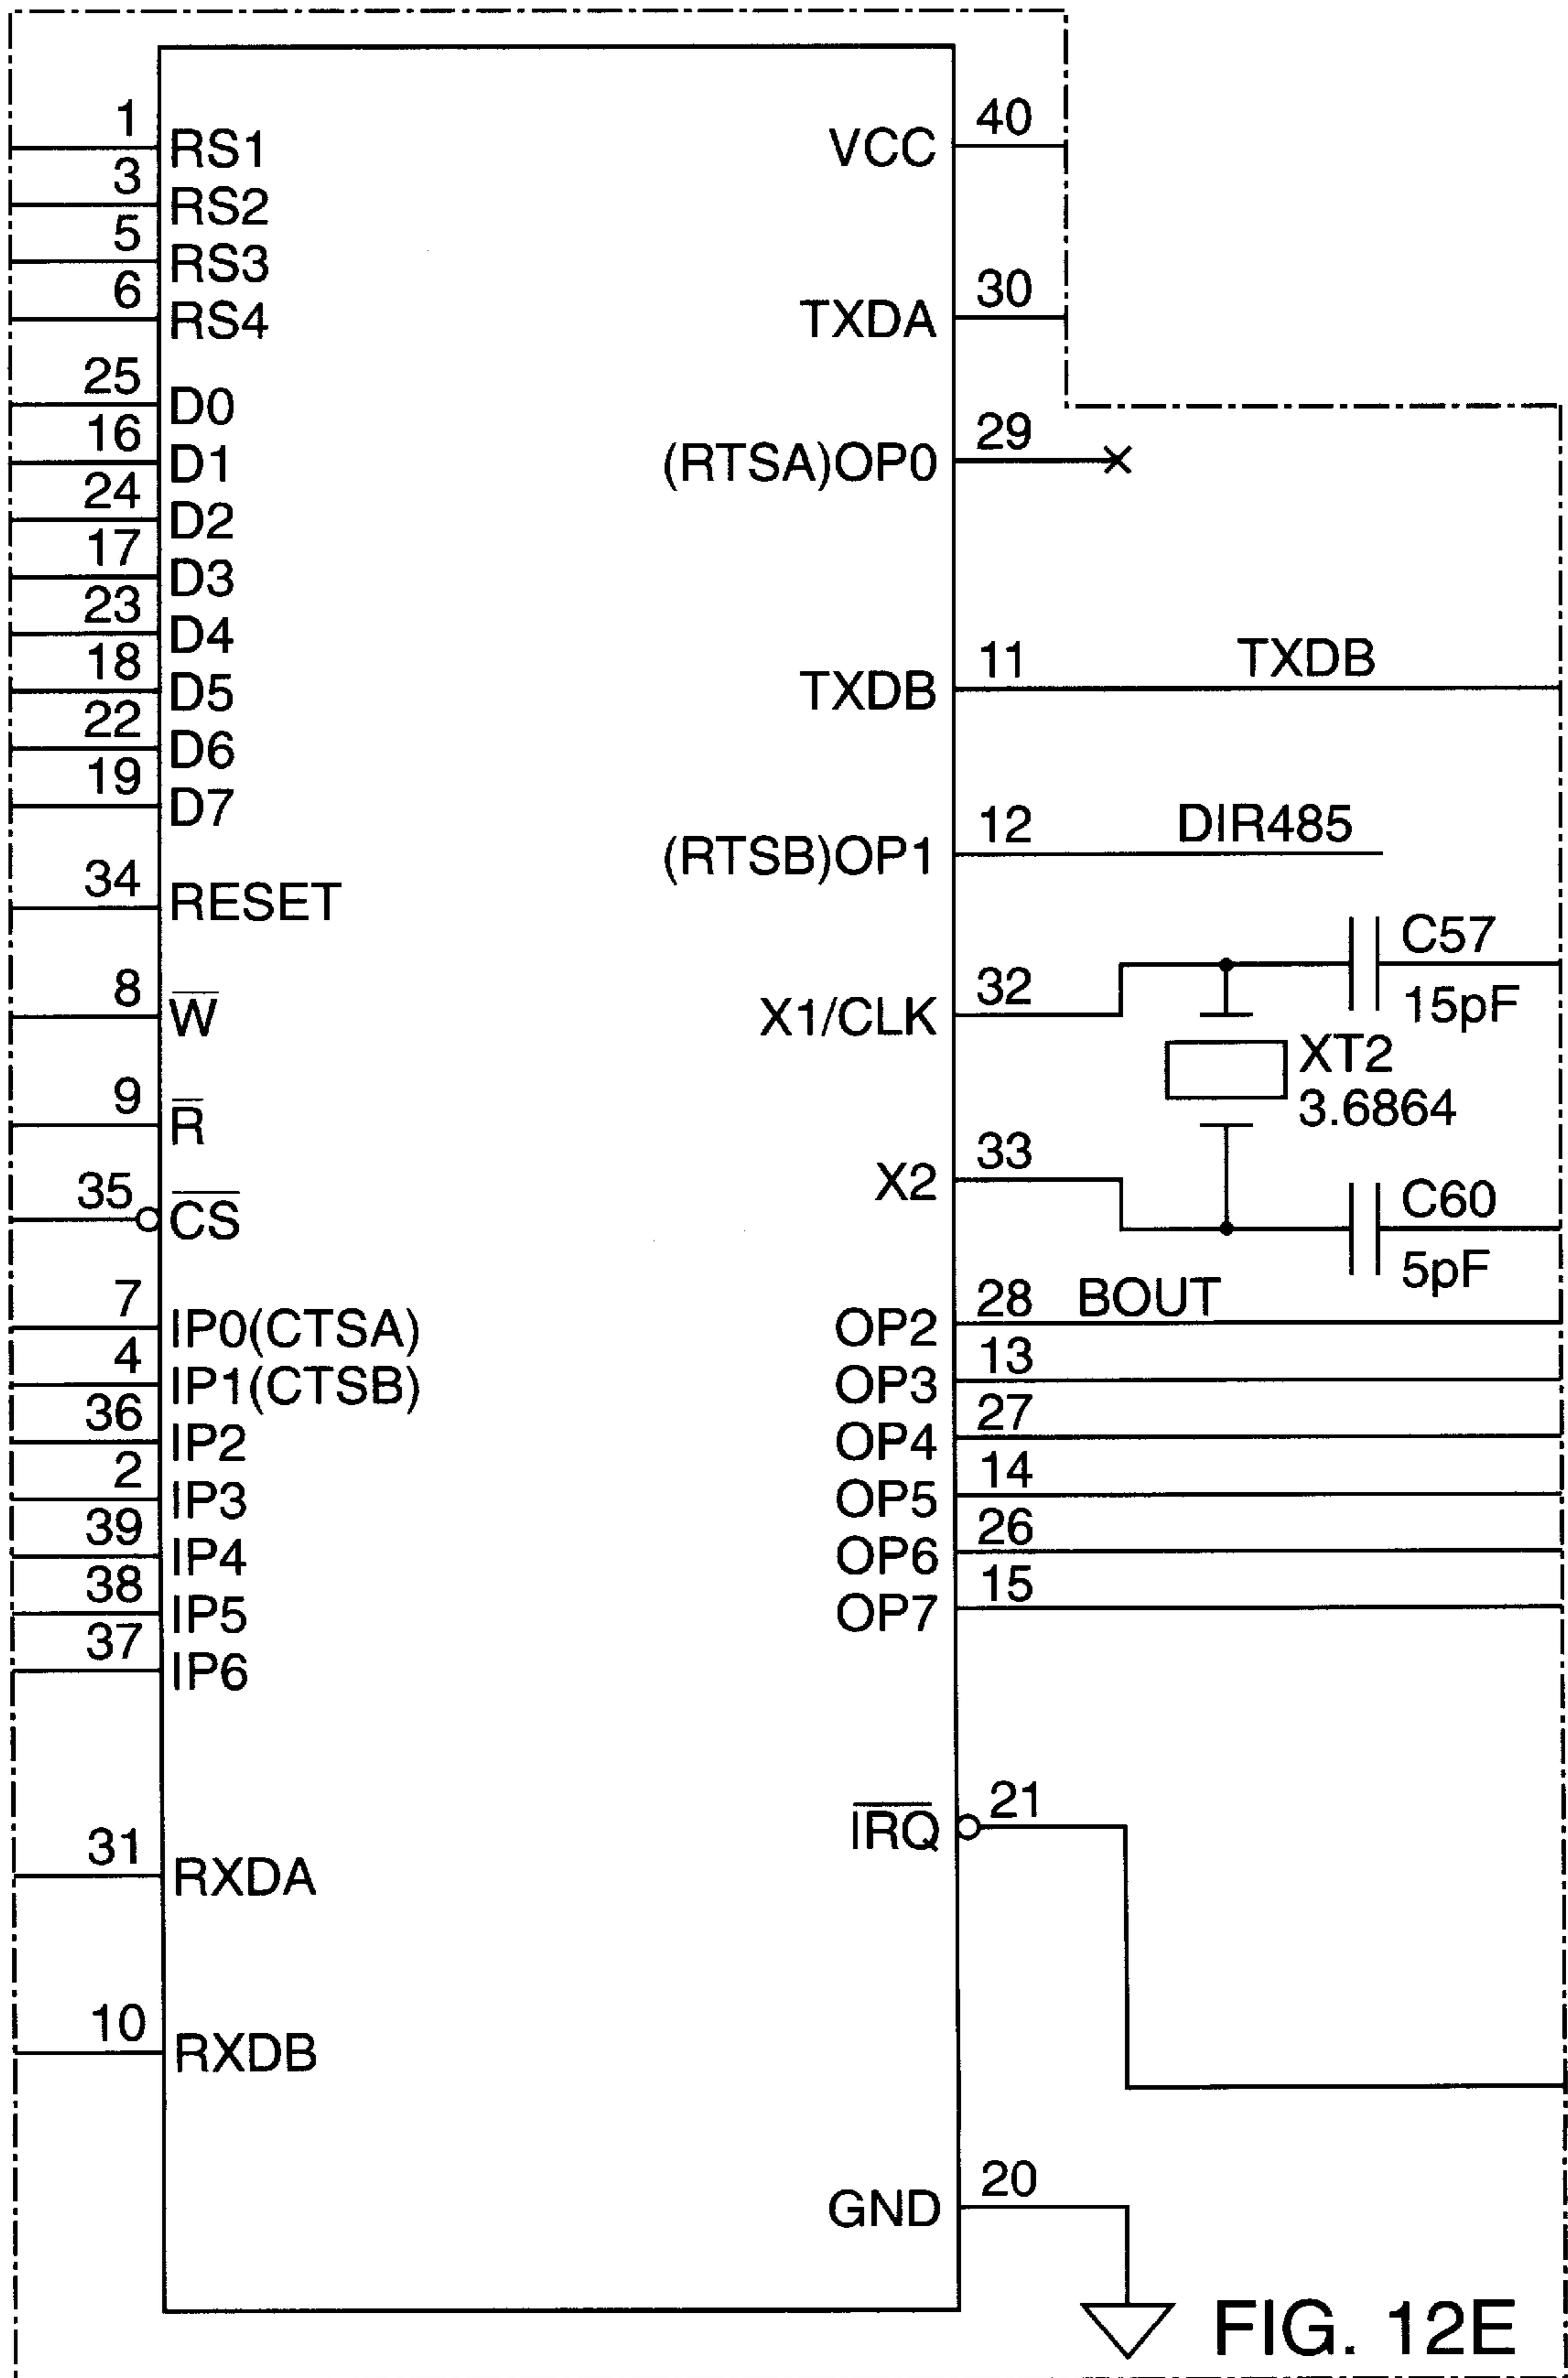 1
RS1
3
RS2
5
RS3
6
RS4
25
D0
16
D1
24
D2
17
D3
23
D4
18
D5
22
D6
19
D7
34
RESET
8
W̅
9
R̅
35
C̅S̅
7
IP0(CTSA)
4
IP1(CTSB)
36
IP2
2
IP3
39
IP4
38
IP5
37
IP6
31
RXDA
10
RXDB
40
VCC
30
TXDA
29
(RTSA)OP0
11 TXDB
TXDB
12 DIR485
(RTSB)OP1
C57
15pF
32
X1/CLK
XT2
3.6864
33
X2
C60
5pF
28 BOUT
OP2
13
OP3
27
OP4
14
OP5
26
OP6
15
OP7
21
I̅R̅Q̅
20
GND
FIG. 12E